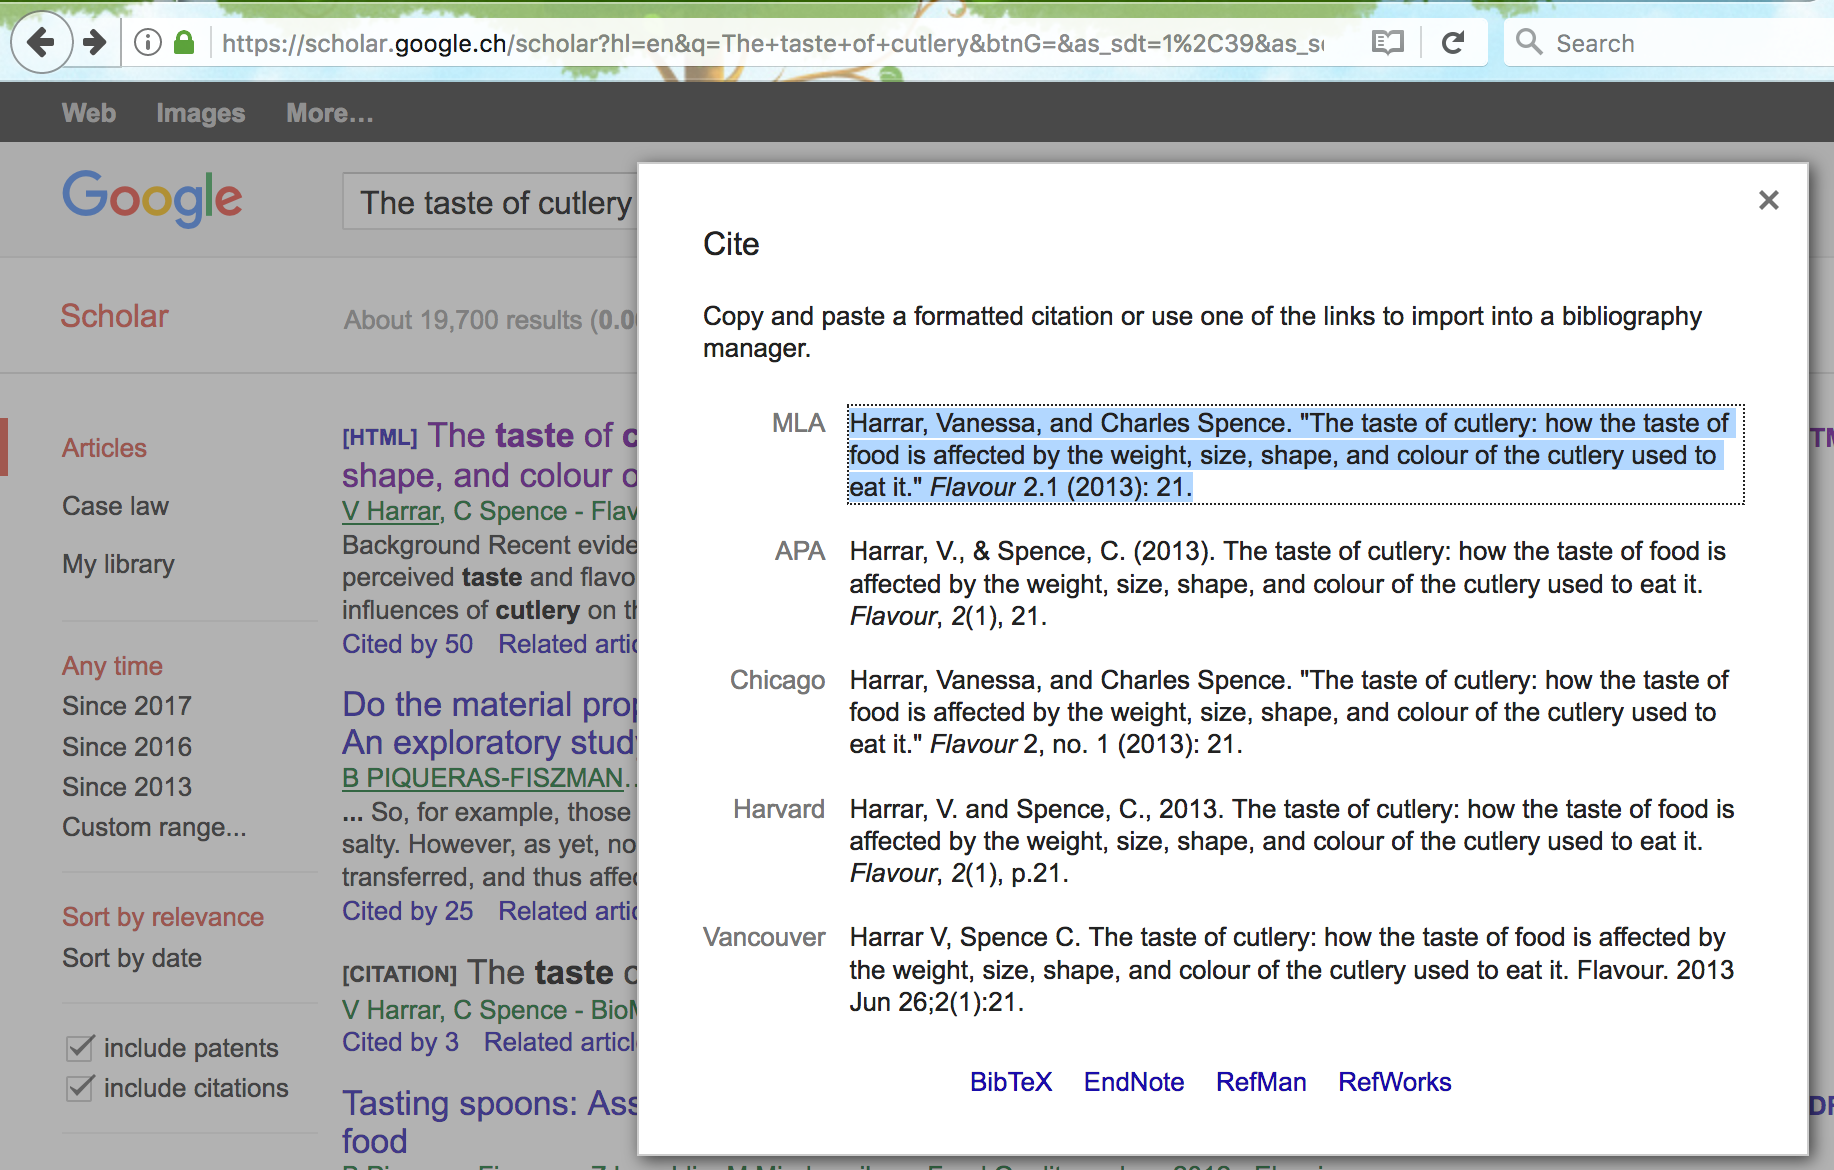 https://scholar.google.ch/scholar?hl=en&q=The+taste+of+cutlery&btnG=&as_sdt=1%2C39&as_s
Search
Web Images More...
Google
The taste of cutlery
Scholar
About 19,700 results (0.0
Articles
Case law
My library
Any time
Since 2017
Since 2016
Since 2013
Custom range...
Sort by relevance
Sort by date
include patents
include citations
[HTML] The taste of c
shape, and colour o
V Harrar, C Spence - Flav
Background Recent evide
perceived taste and flavo
influences of cutlery on th
Cited by 50 Related artic
Do the material prop
An exploratory study
B PIQUERAS-FISZMAN...
... So, for example, those
salty. However, as yet, no
transferred, and thus affec
Cited by 25 Related artic
[CITATION] The taste o
V Harrar, C Spence - BioM
Cited by 3 Related articl
Tasting spoons: Ass
food
Cite
Copy and paste a formatted citation or use one of the links to import into a bibliography
manager.
MLA
Harrar, Vanessa, and Charles Spence. "The taste of cutlery: how the taste of
food is affected by the weight, size, shape, and colour of the cutlery used to
eat it." Flavour 2.1 (2013): 21.
APA
Harrar, V., & Spence, C. (2013). The taste of cutlery: how the taste of food is
affected by the weight, size, shape, and colour of the cutlery used to eat it.
Flavour, 2(1), 21.
Chicago
Harrar, Vanessa, and Charles Spence. "The taste of cutlery: how the taste of
food is affected by the weight, size, shape, and colour of the cutlery used to
eat it." Flavour 2, no. 1 (2013): 21.
Harvard
Harrar, V. and Spence, C., 2013. The taste of cutlery: how the taste of food is
affected by the weight, size, shape, and colour of the cutlery used to eat it.
Flavour, 2(1), p.21.
Vancouver
Harrar V, Spence C. The taste of cutlery: how the taste of food is affected by
the weight, size, shape, and colour of the cutlery used to eat it. Flavour. 2013
Jun 26;2(1):21.
BibTeX EndNote RefMan RefWorks